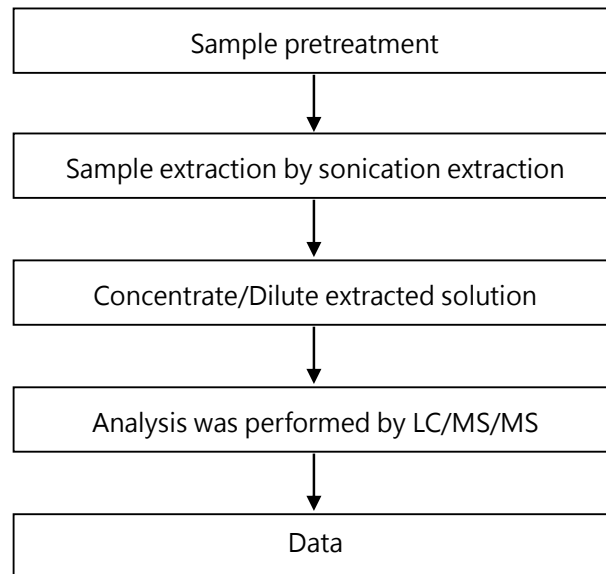 Sample pretreatment
Sample extraction by sonication extraction
Concentrate/Dilute extracted solution
Analysis was performed by LC/MS/MS
Data